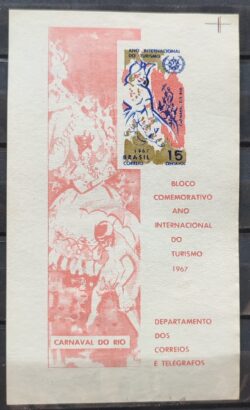 ANO INTERNACIONAL
DO TURISMO
1967
BRASIL
CORREIO
15
CENTAVOS
BLOCO
COMEMORATIVO
ANO
INTERNACIONAL
DO
TURISMO
1967
CARNAVAL DO RIO
DEPARTAMENTO
DOS
CORREIOS
E TELÉGRAFOS